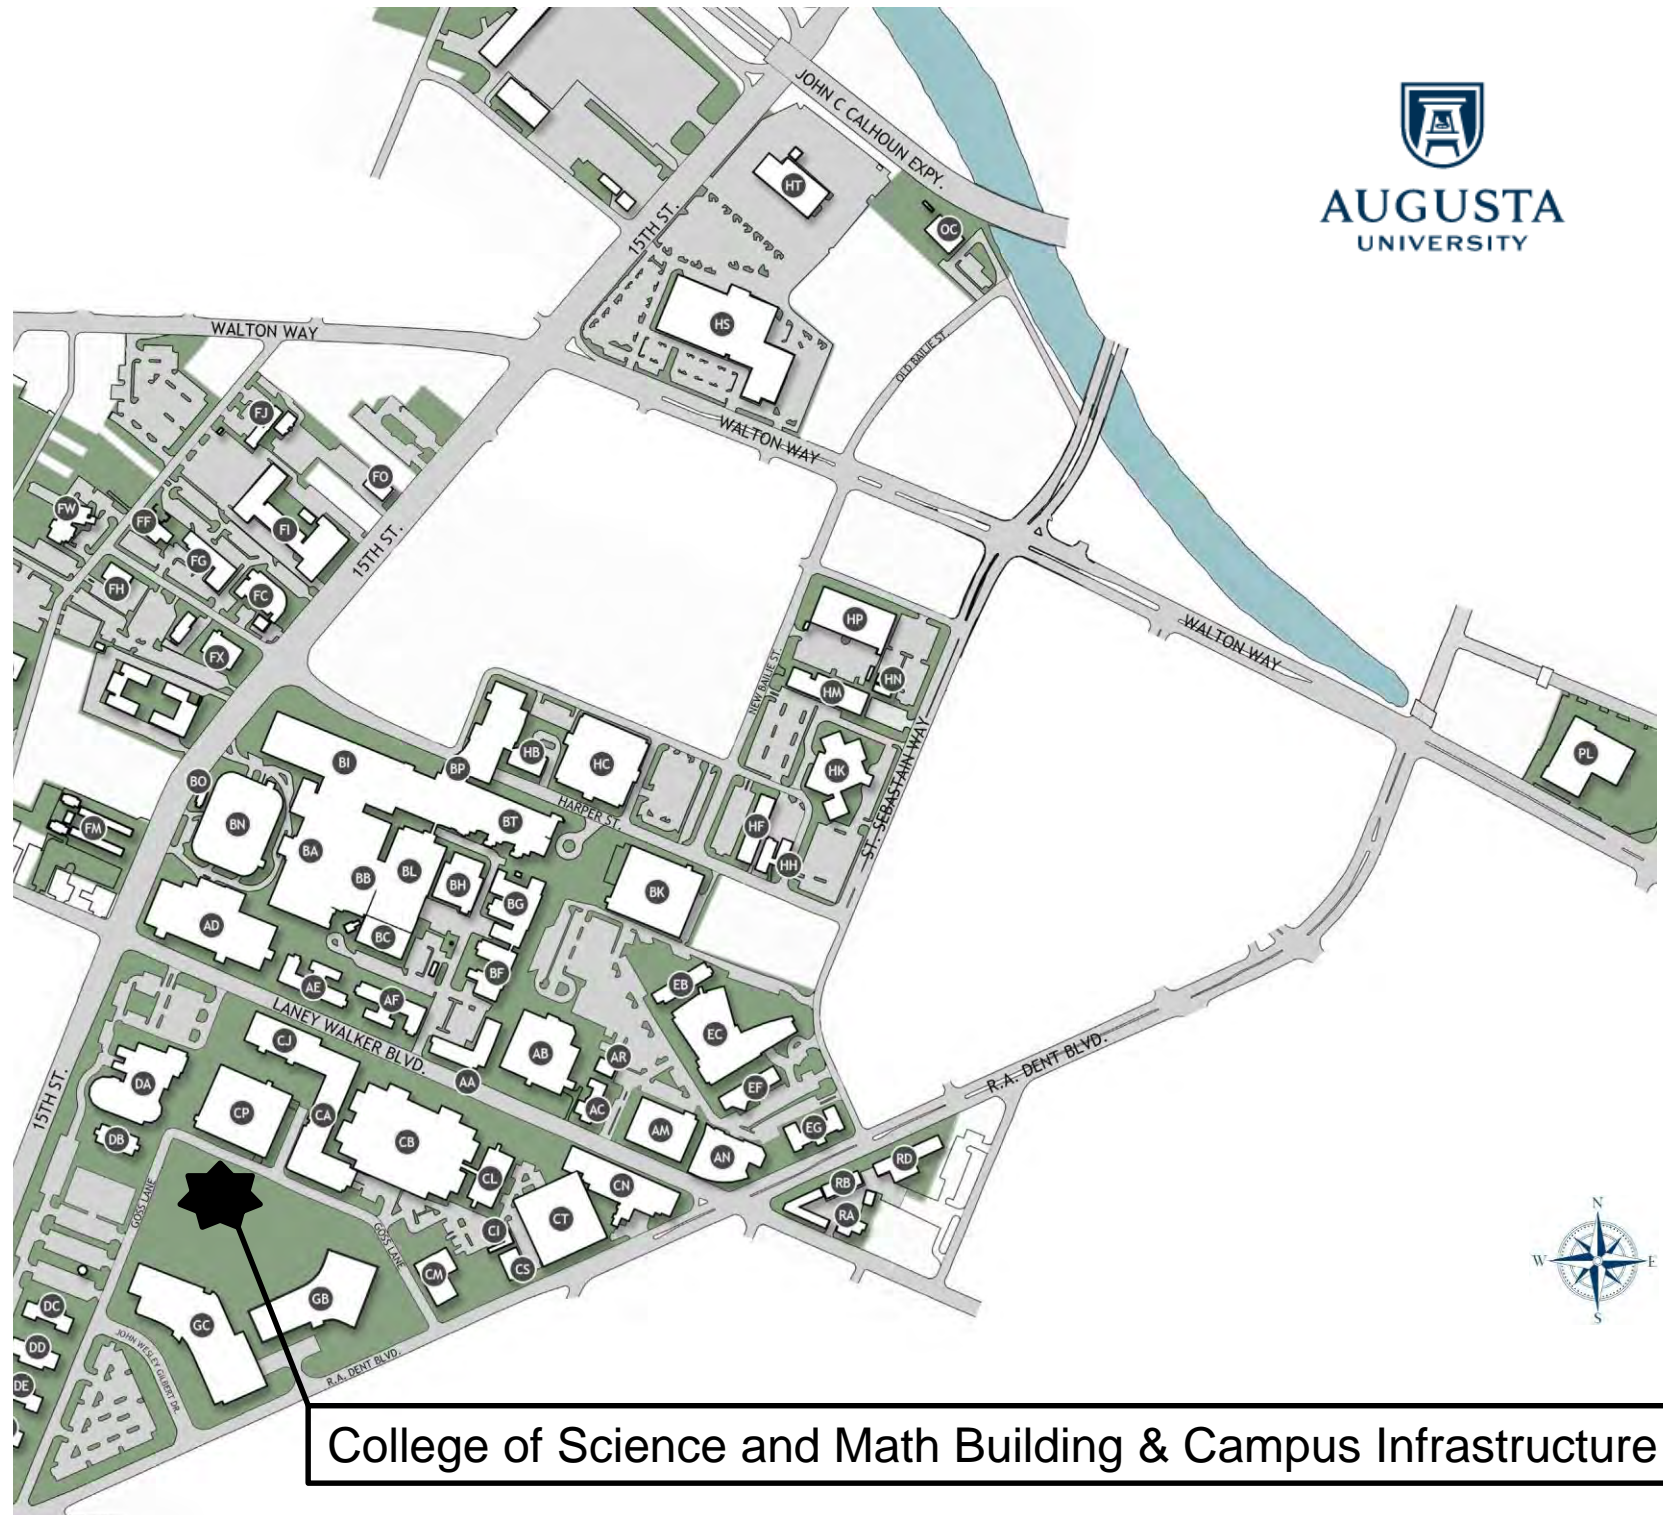 JOHN C CALHOUN EXPY.
AUGUSTA
UNIVERSITY
HT
OC
15TH ST.
HS
WALTON WAY
OLD BAILIE ST.
FJ
WALTON WAY
FO
FW
FF
FI
15TH ST.
FG
FH
FC
HP
WALTON WAY
FX
HN
NEW BAILIE ST.
HM
ST. SEBASTAIN WAY
PL
HB
BI
HC
BP
HK
BO
HARPER ST.
BN
FM
BT
HF
BA
HH
BB
BL
BH
BK
BG
AD
BC
BF
EB
AE
AF
LANEY WALKER BLVD.
EC
CJ
AB
AR
R.A. DENT BLVD.
DA
AA
EF
15TH ST.
CP
CA
AC
CB
AM
EG
DB
AN
RD
CL
CN
RB
GOSS LANE
RA
CT
CI
GOSS LANE
N
W
E
S
CM
CS
GB
DC
GC
DD
JOHN WESLEY GILBERT DR.
R.A. DENT BLVD.
DE
College of Science and Math Building & Campus Infrastructure